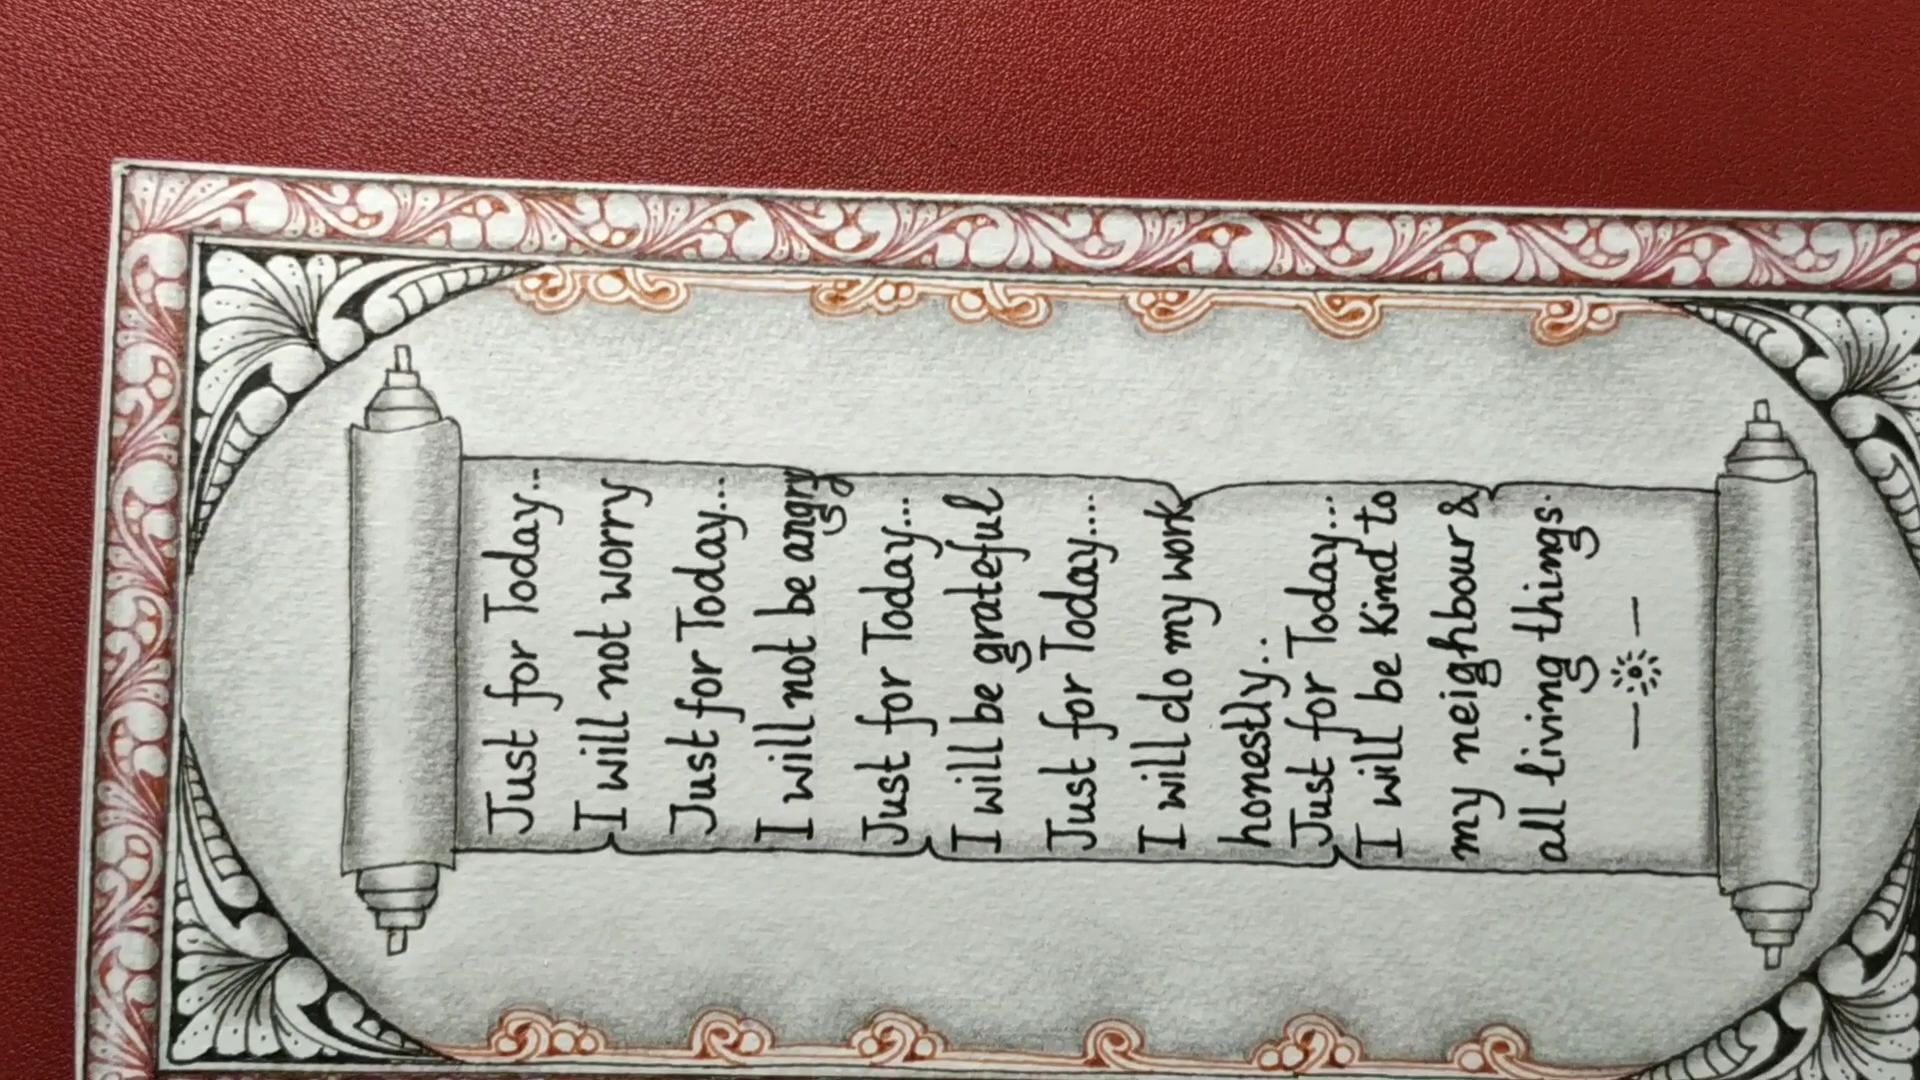 Just for Today...
I will not worry
Just for Today...
I will not be angry
Just for Today...
I will be grateful
Just for Today....
I will do my work
honestly...
Just for Today...
I will be Kind to
my neighbour &
all living things.